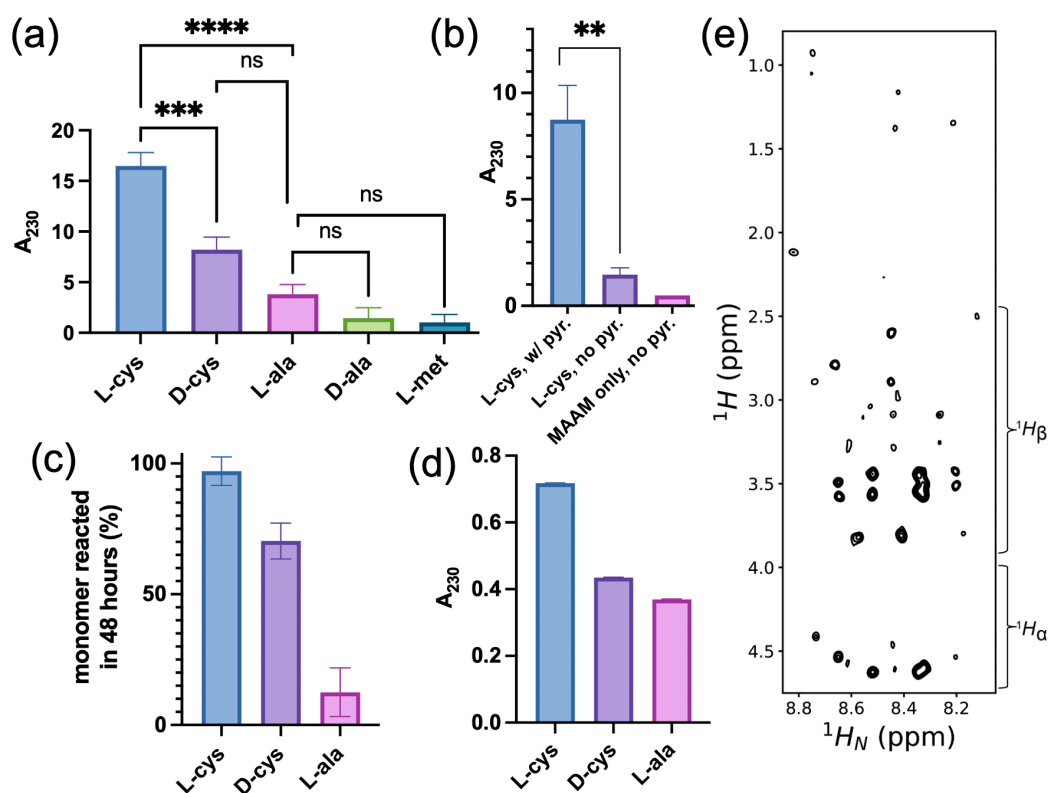 (a)
****
ns
***
ns
ns
20
15
10
5
0
A230
L-cys
D-cys
L-ala
D-ala
L-met
(b)
**
10
5
0
A230
L-cys, w/ pyr.
L-cys, no pyr.
MAAM only, no pyr.
(c)
100
50
0
monomer reacted
in 48 hours (%)
L-cys
D-cys
L-ala
(d)
0.8
0.6
0.4
0.2
0.0
A230
L-cys
D-cys
L-ala
(e)
1.0
1.5
2.0
2.5
3.0
3.5
4.0
4.5
1H (ppm)
1Hβ
1Hα
8.8 8.6 8.4 8.2
1HN (ppm)